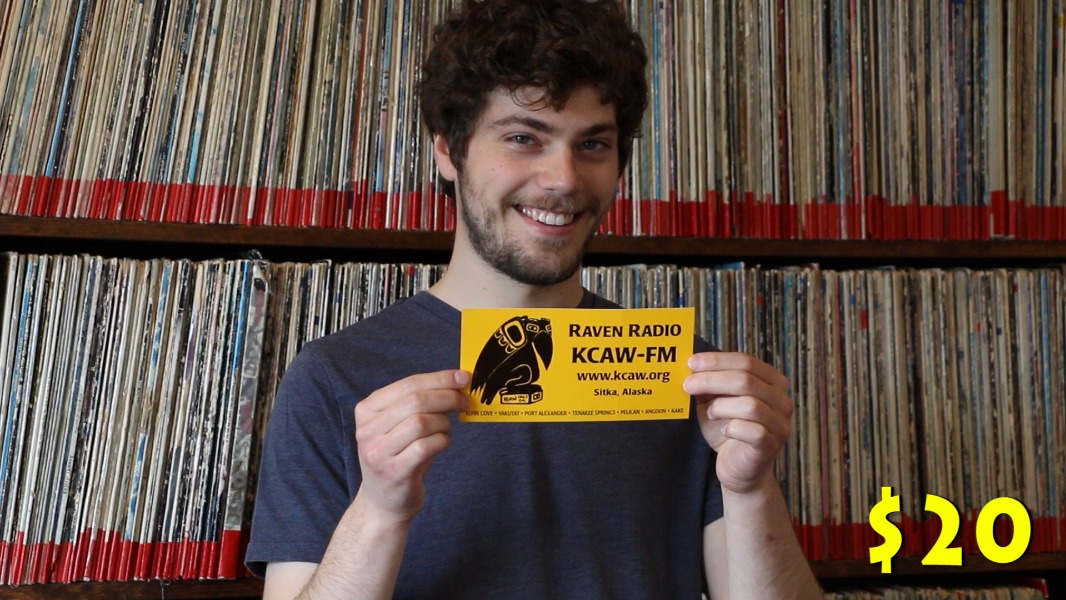 RAVEN RADIO
KCAW-FM
www.kcaw.org
Sitka, Alaska
ELFIN COVE • YAKUTAT • PORT ALEXANDER • TENAKEE SPRINGS • PELICAN • ANGOON • KAKE
$20